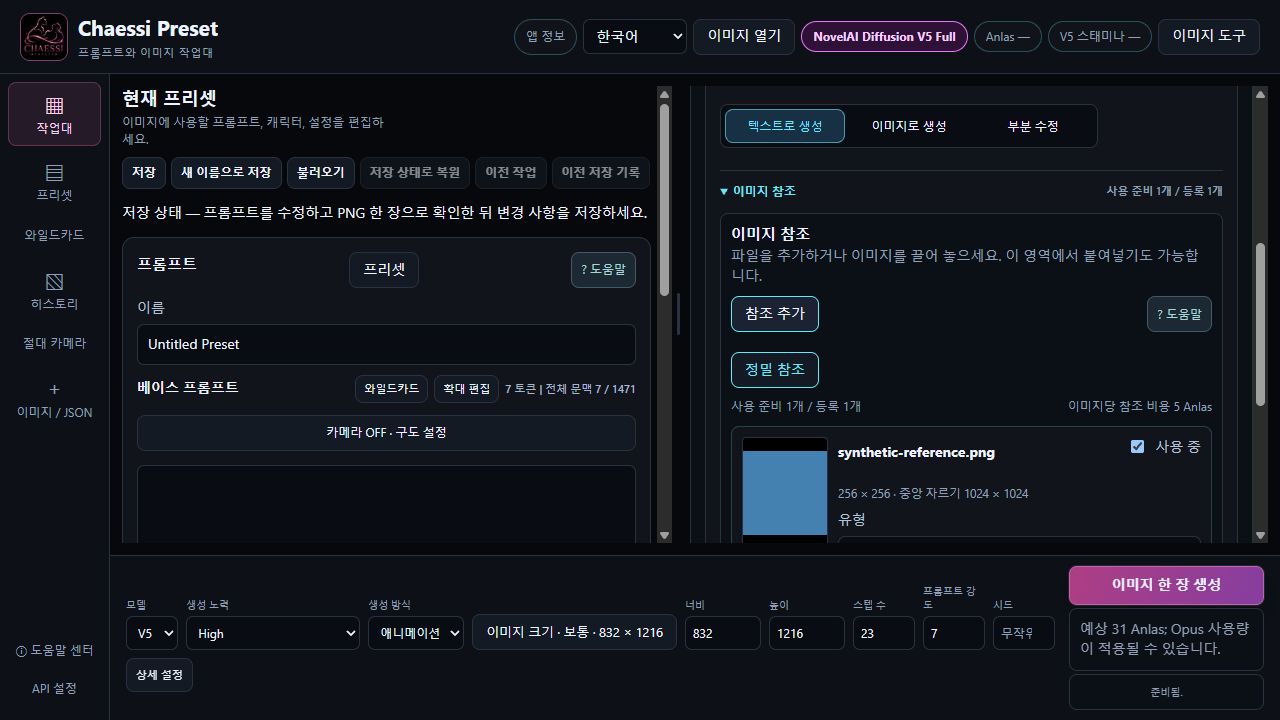 Chaessi Preset
프롬프트와 이미지 작업대
CHAESSI
앱 정보
한국어
이미지 열기
NovelAI Diffusion V5 Full
Anlas —
V5 스태미나 —
이미지 도구
작업대
프리셋
와일드카드
히스토리
절대 카메라
+
이미지 / JSON
도움말 센터
API 설정
현재 프리셋
이미지에 사용할 프롬프트, 캐릭터, 설정을 편집하
세요.
저장
새 이름으로 저장
불러오기
저장 상태로 복원
이전 작업
이전 저장 기록
저장 상태 — 프롬프트를 수정하고 PNG 한 장으로 확인한 뒤 변경 사항을 저장하세요.
프롬프트
프리셋
? 도움말
이름
Untitled Preset
베이스 프롬프트
와일드카드
확대 편집
7 토큰 | 전체 문맥 7 / 1471
카메라 OFF · 구도 설정
텍스트로 생성
이미지로 생성
부분 수정
▼ 이미지 참조
사용 준비 1개 / 등록 1개
이미지 참조
파일을 추가하거나 이미지를 끌어 놓으세요. 이 영역에서 붙여넣기도 가능합
니다.
참조 추가
? 도움말
정밀 참조
사용 준비 1개 / 등록 1개
이미지당 참조 비용 5 Anlas
synthetic-reference.png
사용 중
256 × 256 · 중앙 자르기 1024 × 1024
유형
모델
V5
생성 노력
High
생성 방식
애니메이션
이미지 크기 · 보통 · 832 × 1216
너비
832
높이
1216
스텝 수
23
프롬프트 강
도
7
시드
상세 설정
이미지 한 장 생성
예상 31 Anlas; Opus 사용량
이 적용될 수 있습니다.
준비됨.